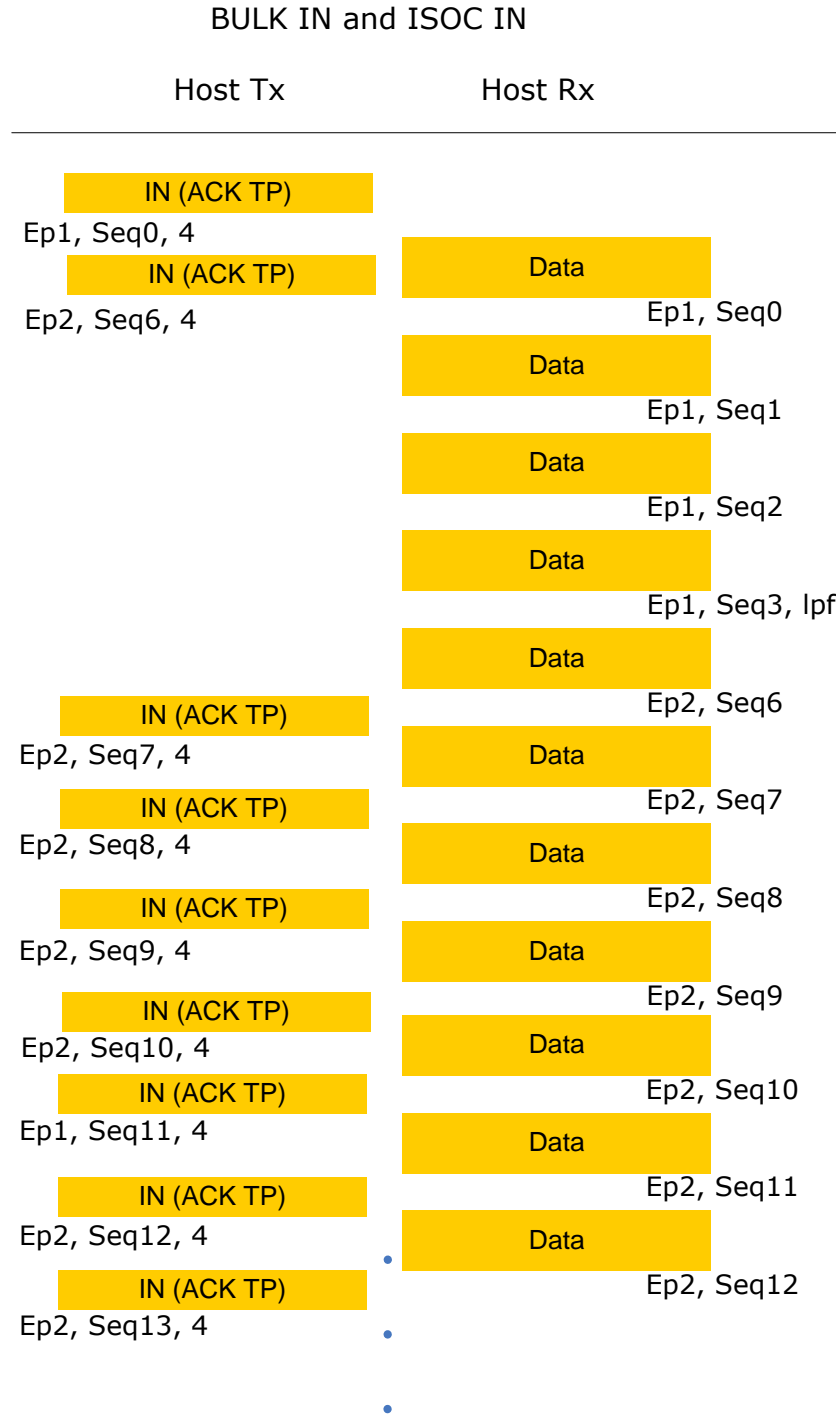 BULK IN and ISOC IN
Host Tx Host Rx
IN (ACK TP)
Ep1, Seq0, 4
IN (ACK TP)
Data
Ep2, Seq6, 4
Ep1, Seq0
Data
Ep1, Seq1
Data
Ep1, Seq2
Data
Ep1, Seq3, lpf
Data
Ep2, Seq6
IN (ACK TP)
Ep2, Seq7, 4
Data
Ep2, Seq7
IN (ACK TP)
Ep2, Seq8, 4
Data
Ep2, Seq8
IN (ACK TP)
Ep2, Seq9, 4
Data
Ep2, Seq9
IN (ACK TP)
Ep2, Seq10, 4
Data
Ep2, Seq10
IN (ACK TP)
Ep1, Seq11, 4
Data
Ep2, Seq11
IN (ACK TP)
Ep2, Seq12, 4
Data
Ep2, Seq12
IN (ACK TP)
Ep2, Seq13, 4